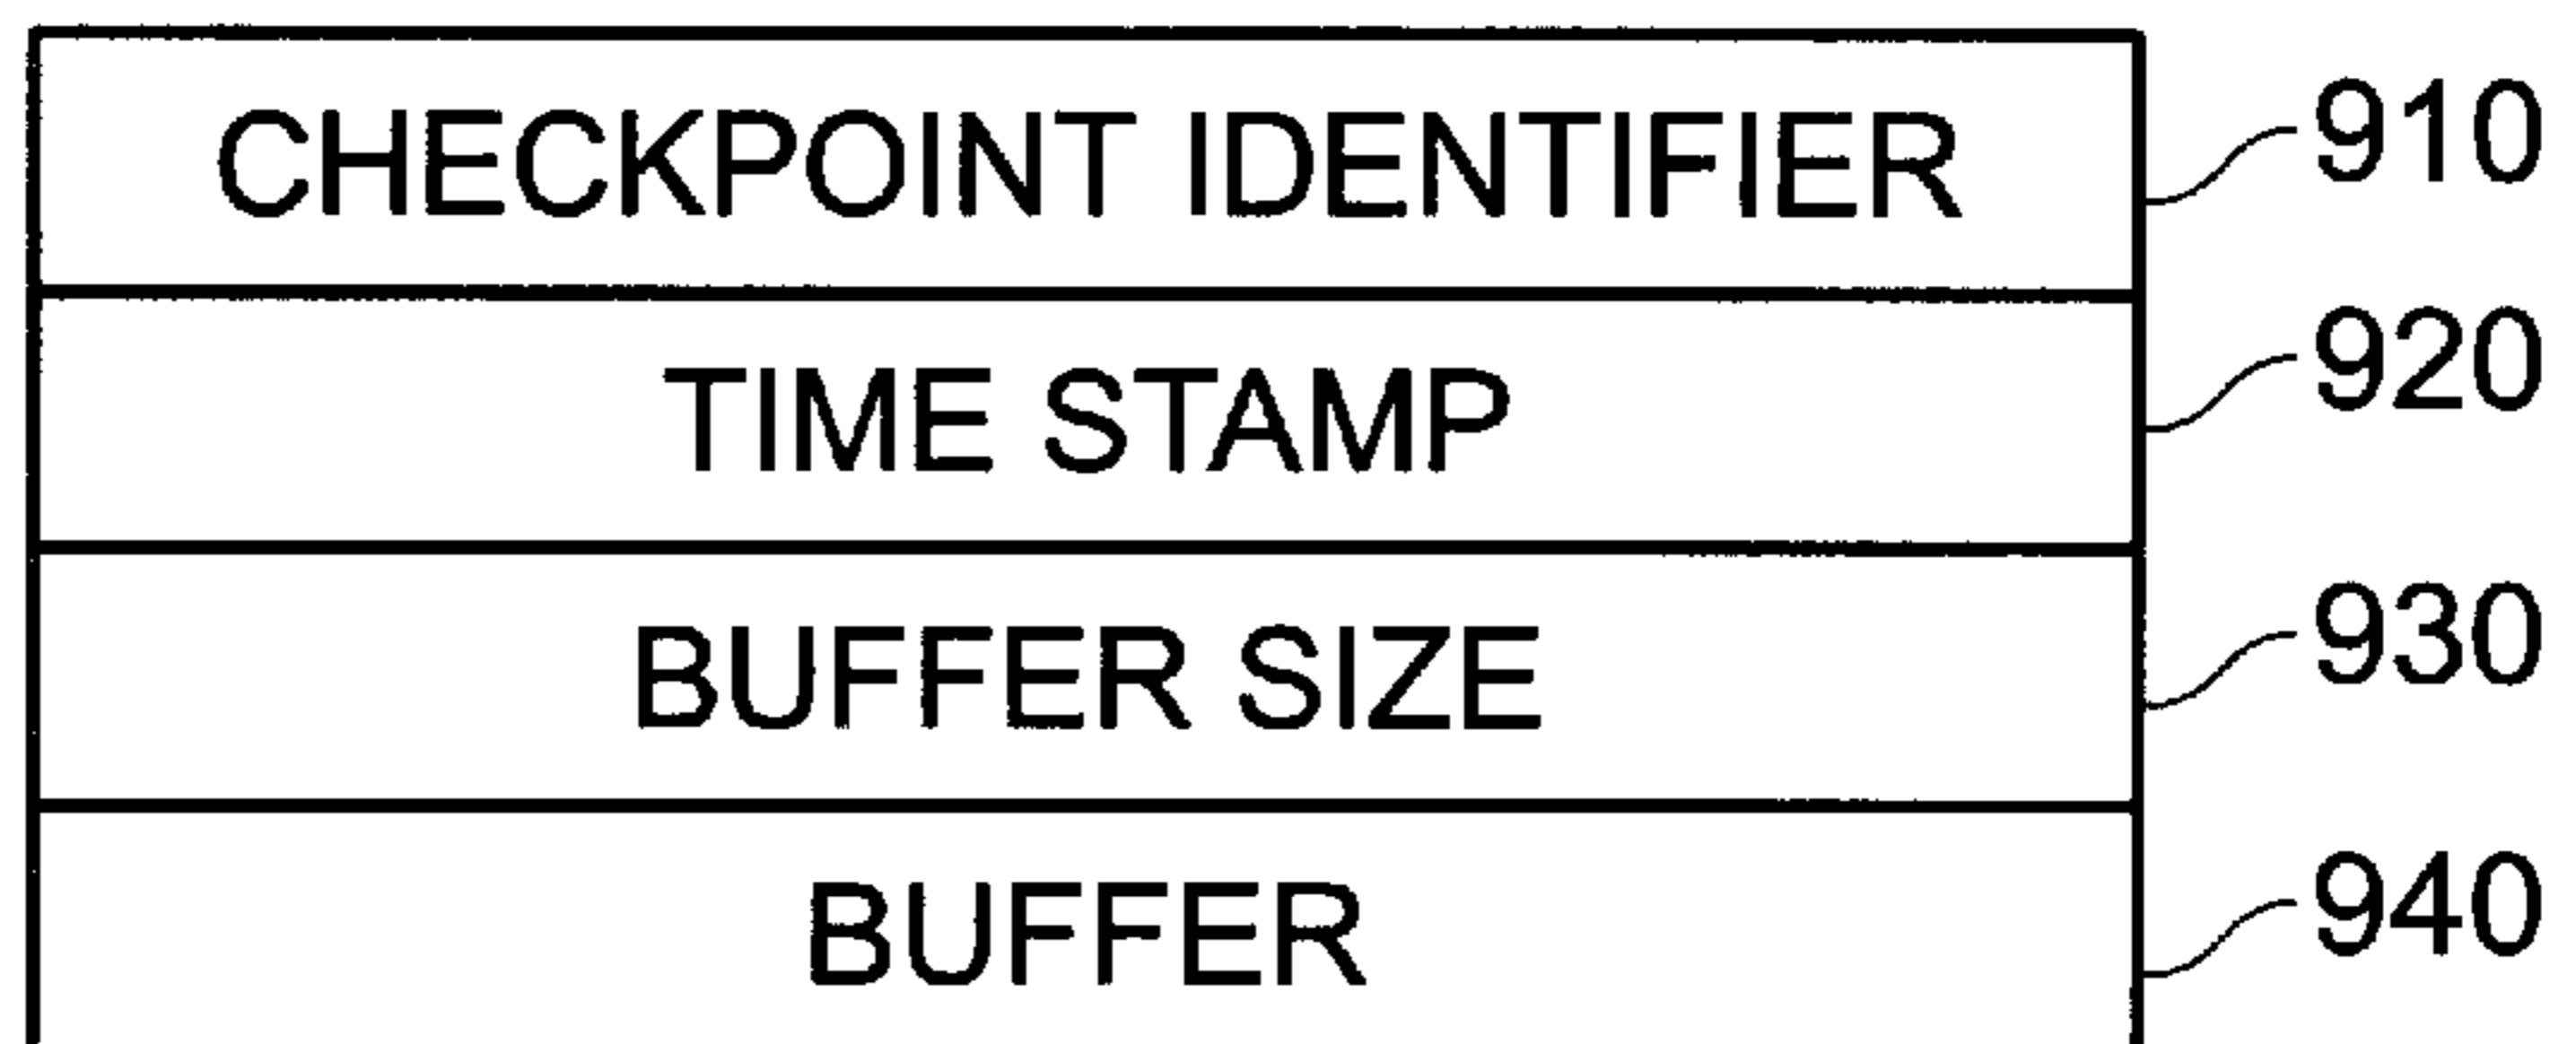 CHECKPOINT IDENTIFIER 910
TIME STAMP 920
BUFFER SIZE 930
BUFFER 940